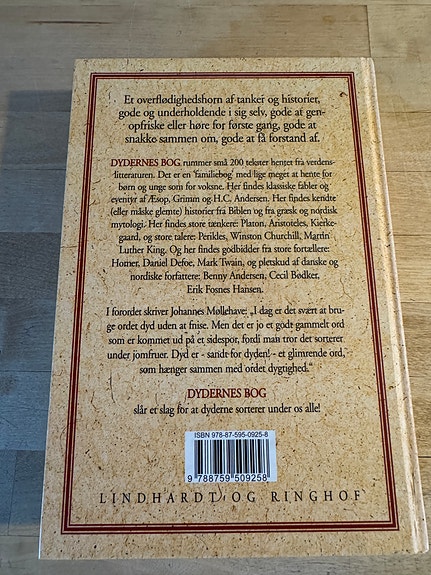 Et overflødighedshorn af tanker og historier,
gode og underholdende i sig selv, gode at gen-
opfriske eller høre for første gang, gode at
snakke sammen om, gode at få forstand af.
DYDERNES BOG rummer små 200 tekster hentet fra verdens-
litteraturen. Det er en 'familiebog' med lige meget at hente for
børn og unge som for voksne. Her findes klassiske fabler og
eventyr af Æsop, Grimm og H.C. Andersen. Her findes kendte
(eller måske glemte) historier fra Biblen og fra græsk og nordisk
mytologi. Her findes store tænkere: Platon, Aristoteles, Kierke-
gaard, og store talere: Perikles, Winston Churchill, Martin
Luther King. Og her findes godbidder fra store fortællere:
Homer, Daniel Defoe, Mark Twain, og pletskud af danske
og nordiske forfattere: Benny Andersen, Cecil Bødker,
Erik Fosnes Hansen.
I forordet skriver Johannes Møllehave: „I dag er det svært at bru-
ge ordet dyd uden at fnise. Men det er jo et godt gammelt ord
som er kommet ud på et sidespor, fordi man tror det sorterer
under jomfruer. Dyd er - sandt for dyden! - et glimrende ord,
som hænger sammen med ordet dygtighed.“
DYDERNES BOG
slår et slag for at dyderne sorterer under os alle!
ISBN 978-87-595-0925-8
9 788759 509258
LINDHARDT OG RINGHOF